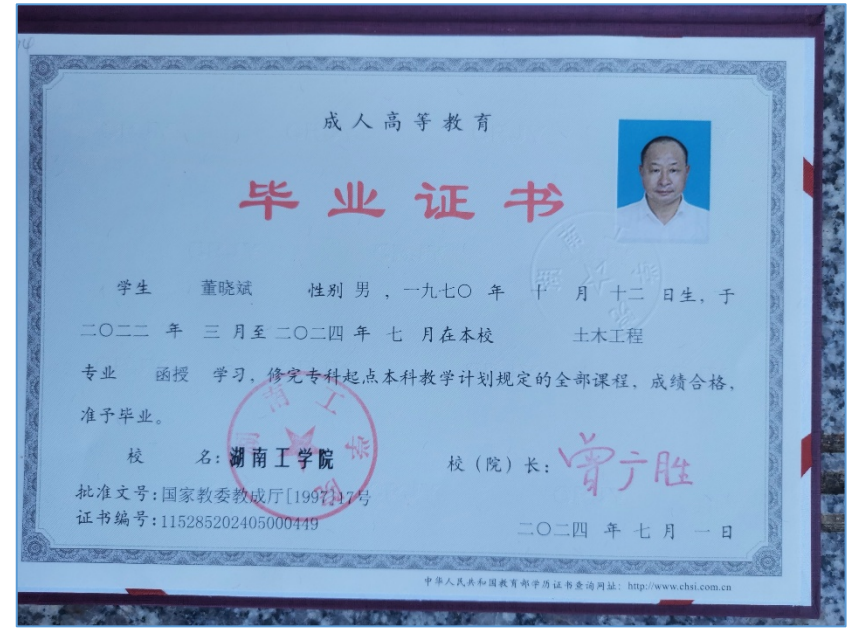 成人高等教育
毕业证书
学生 董晓斌 性别 男 ，一九七〇 年 十 月 十二 日生，于
二〇二二 年 三 月至 二〇二四 年 七 月在本校 土木工程
专业 函授 学习，修完专科起点本科教学计划规定的全部课程，成绩合格，
准予毕业。
校 名：湖南工学院 校（院）长：曾广胜
湖南工学院
批准文号：国家教委教成厅[1997]17号
证书编号：115285202405000449
二〇二四 年 七 月 一 日
中华人民共和国教育部学历证书查询网址：http://www.chsi.com.cn